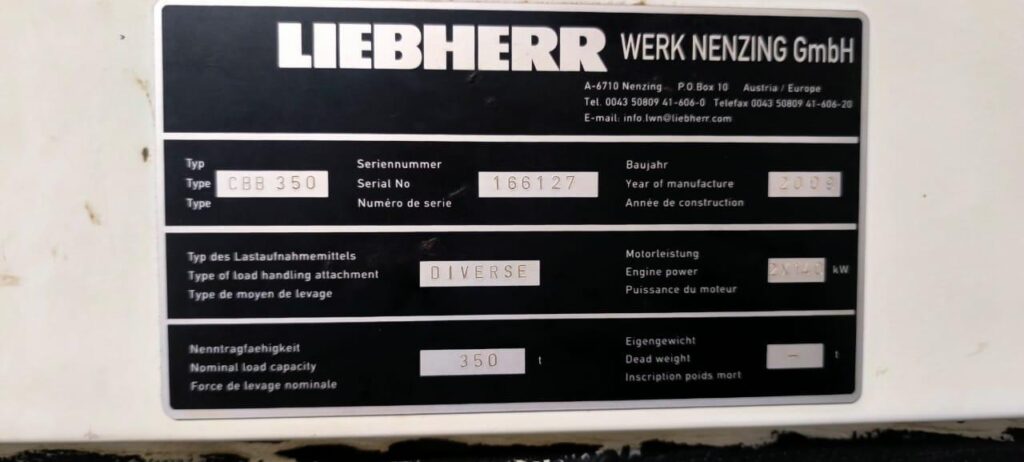 LIEBHERR WERK NENZING GmbH
A-6710 Nenzing P.O.Box 10 Austria / Europe
Tel. 0043 50809 41-606-0 Telefax 0043 50809 41-606-20
E-mail: info.lwn@liebherr.com
Typ
Type CBB 350
Type
Seriennummer
Serial No 166127
Numéro de serie
Baujahr
Year of manufacture 2009
Année de construction
Typ des Lastaufnahmemittels
Type of load handling attachment DIVERSE
Type de moyen de levage
Motorleistung
Engine power 2X140 kW
Puissance du moteur
Nenntragfaehigkeit
Nominal load capacity 350 t
Force de levage nominale
Eigengewicht
Dead weight - t
Inscription poids mort